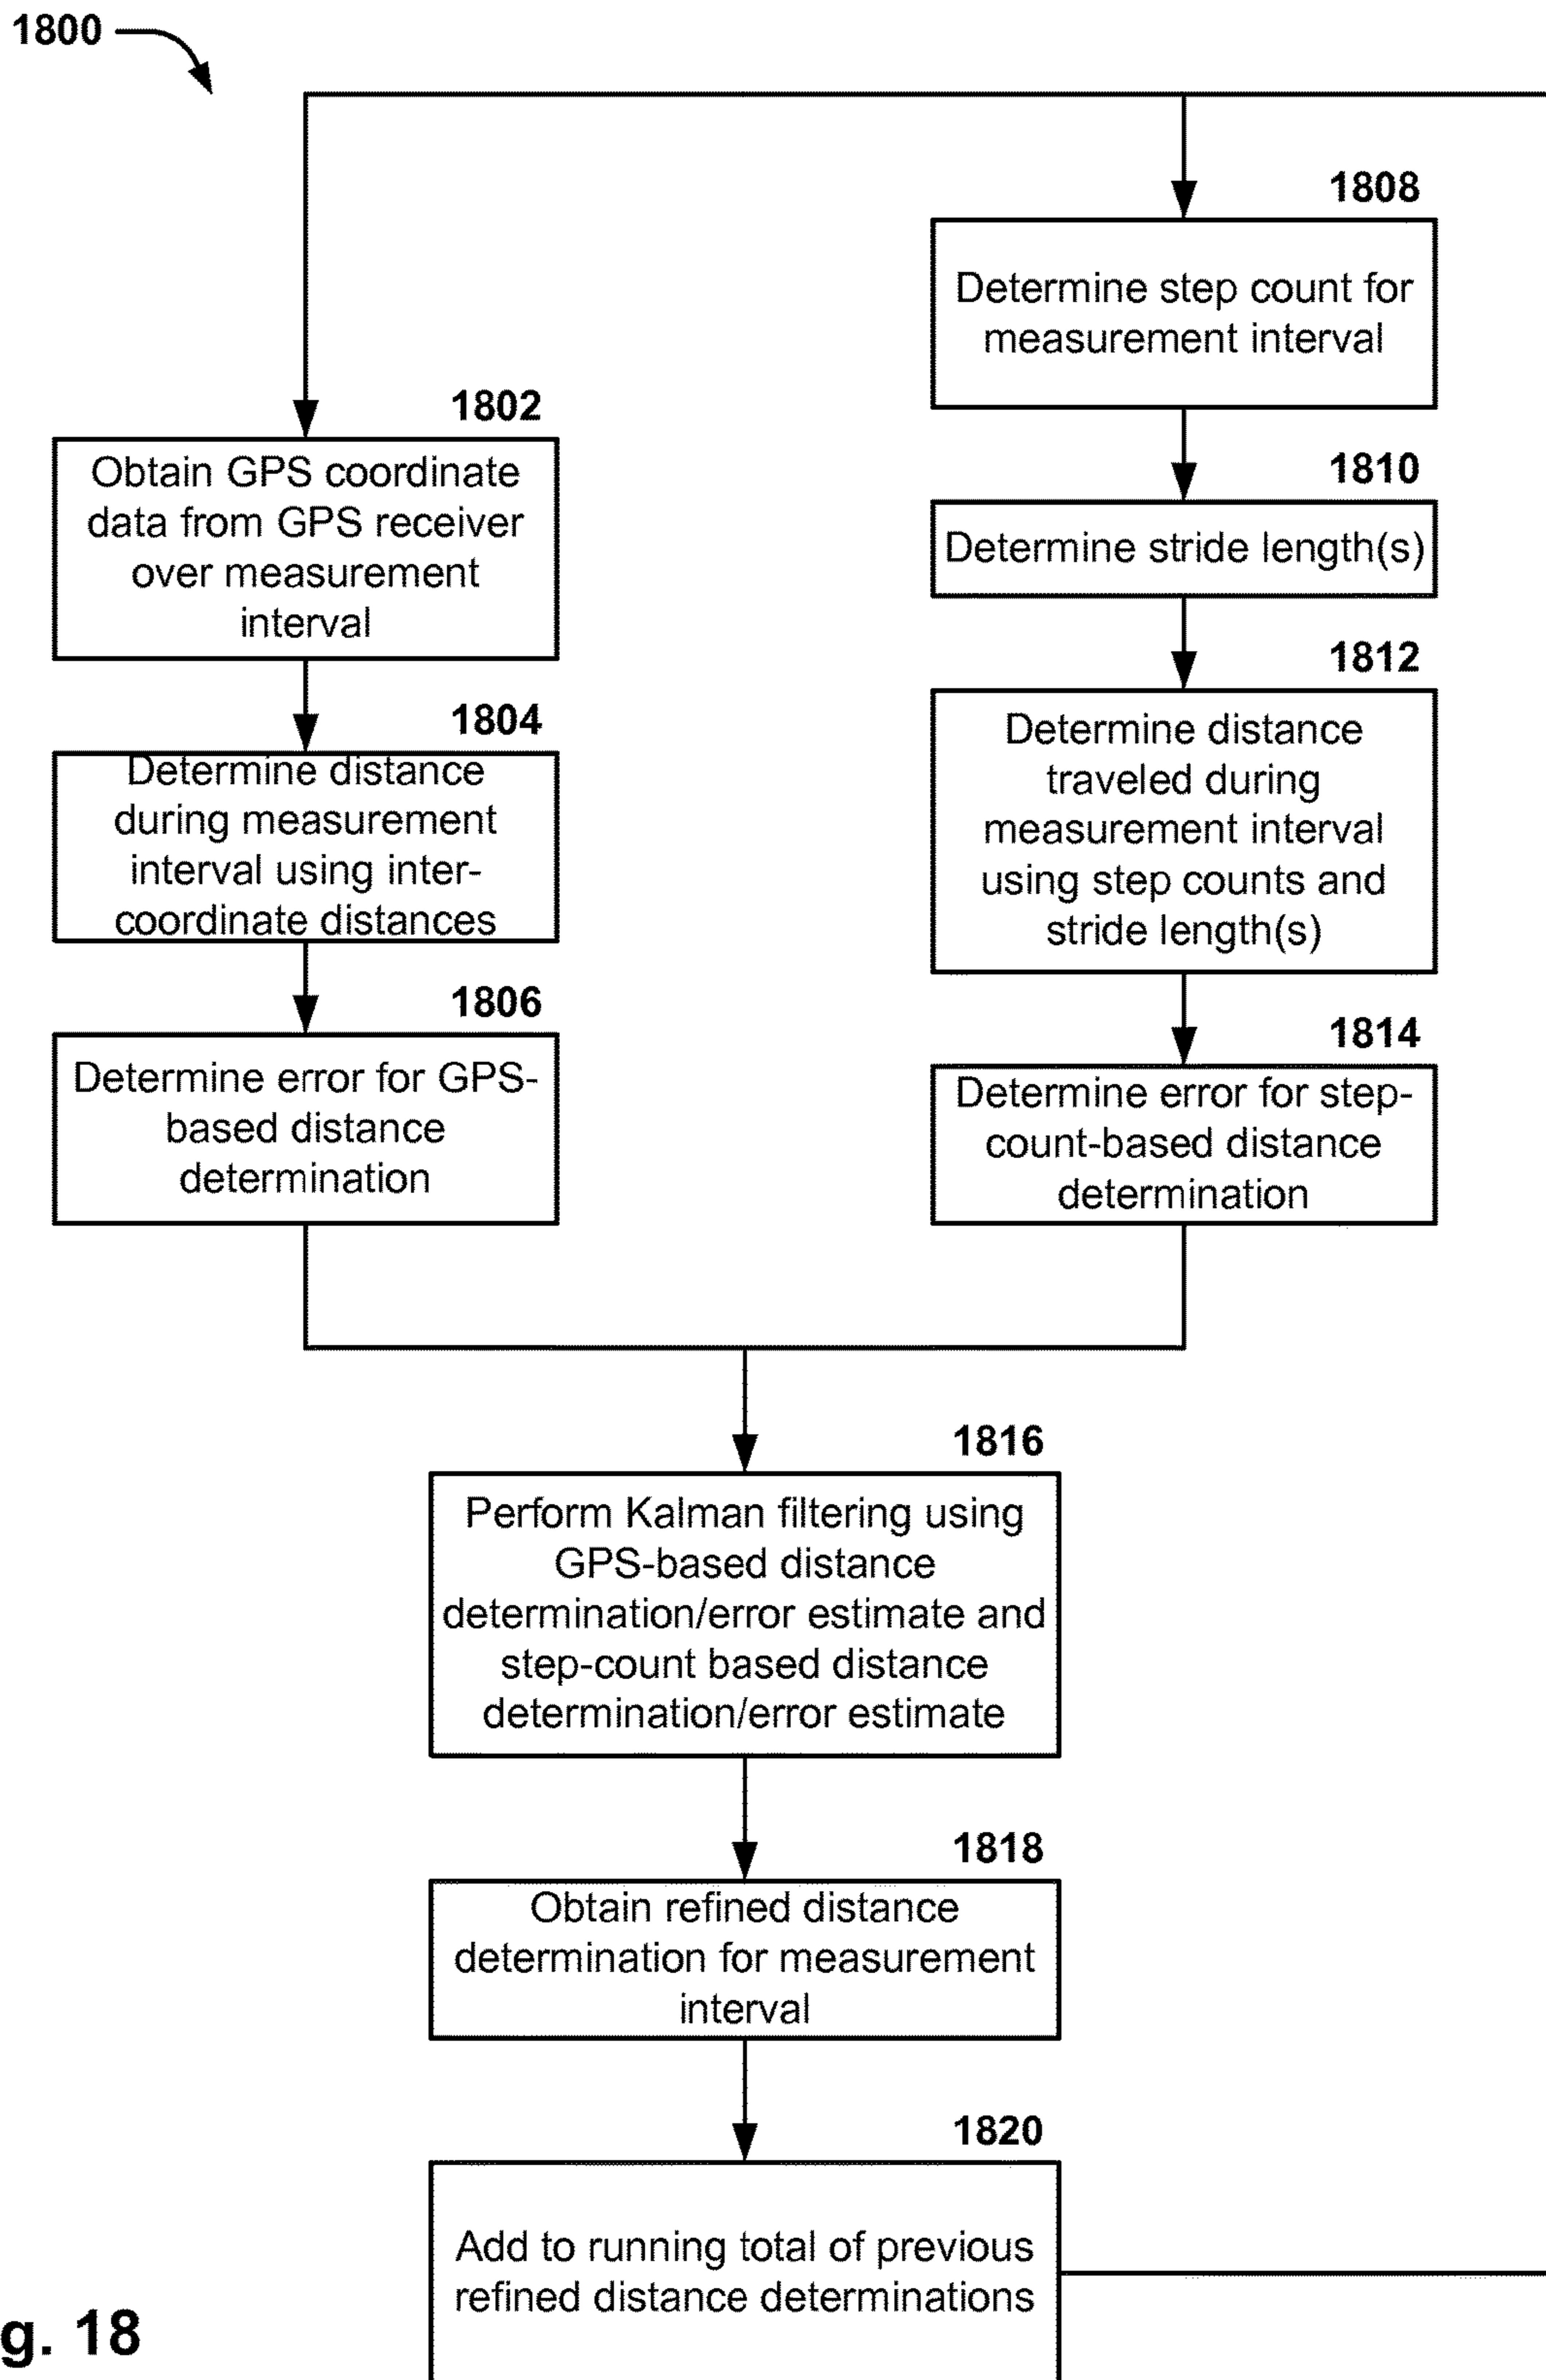 1800
1802
Obtain GPS coordinate
data from GPS receiver
over measurement
interval
1804
Determine distance
during measurement
interval using inter-
coordinate distances
1806
Determine error for GPS-
based distance
determination
1808
Determine step count for
measurement interval
1810
Determine stride length(s)
1812
Determine distance
traveled during
measurement interval
using step counts and
stride length(s)
1814
Determine error for step-
count-based distance
determination
1816
Perform Kalman filtering using
GPS-based distance
determination/error estimate and
step-count based distance
determination/error estimate
1818
Obtain refined distance
determination for measurement
interval
1820
Add to running total of previous
refined distance determinations
g. 18